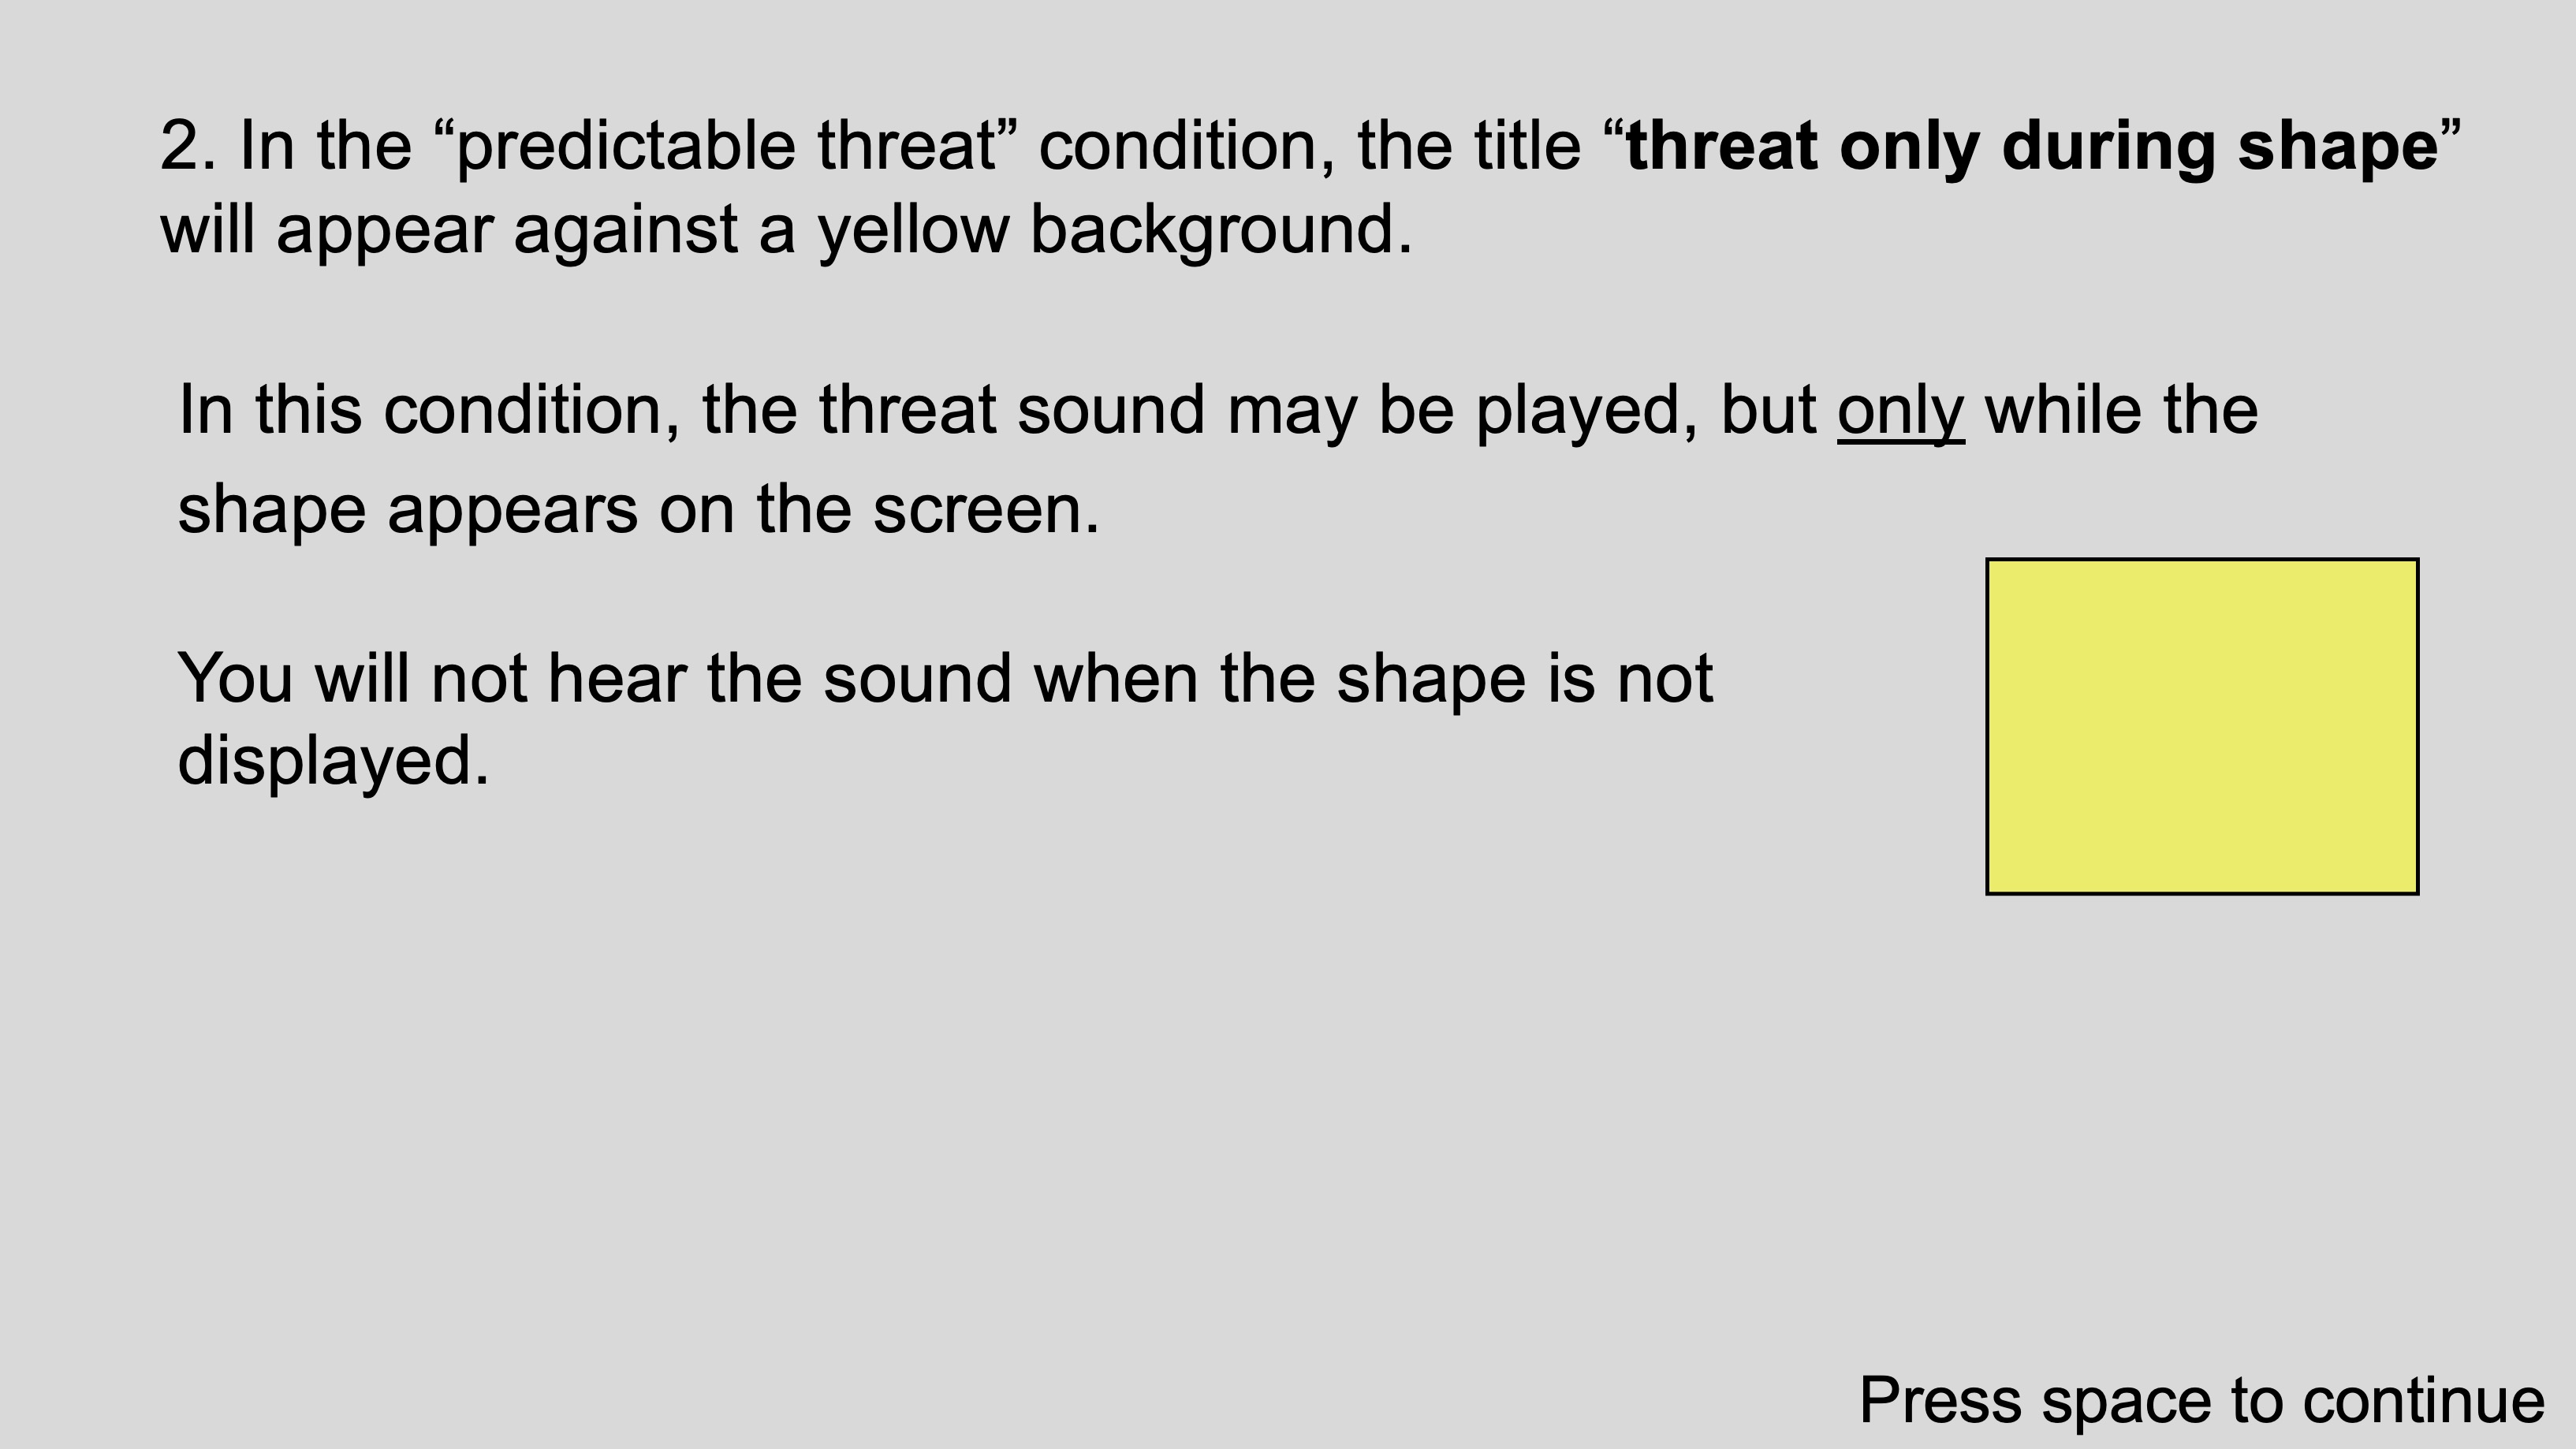 2. In the “predictable threat” condition, the title “threat only during shape”
will appear against a yellow background.
In this condition, the threat sound may be played, but only while the
shape appears on the screen.
You will not hear the sound when the shape is not
displayed.
Press space to continue